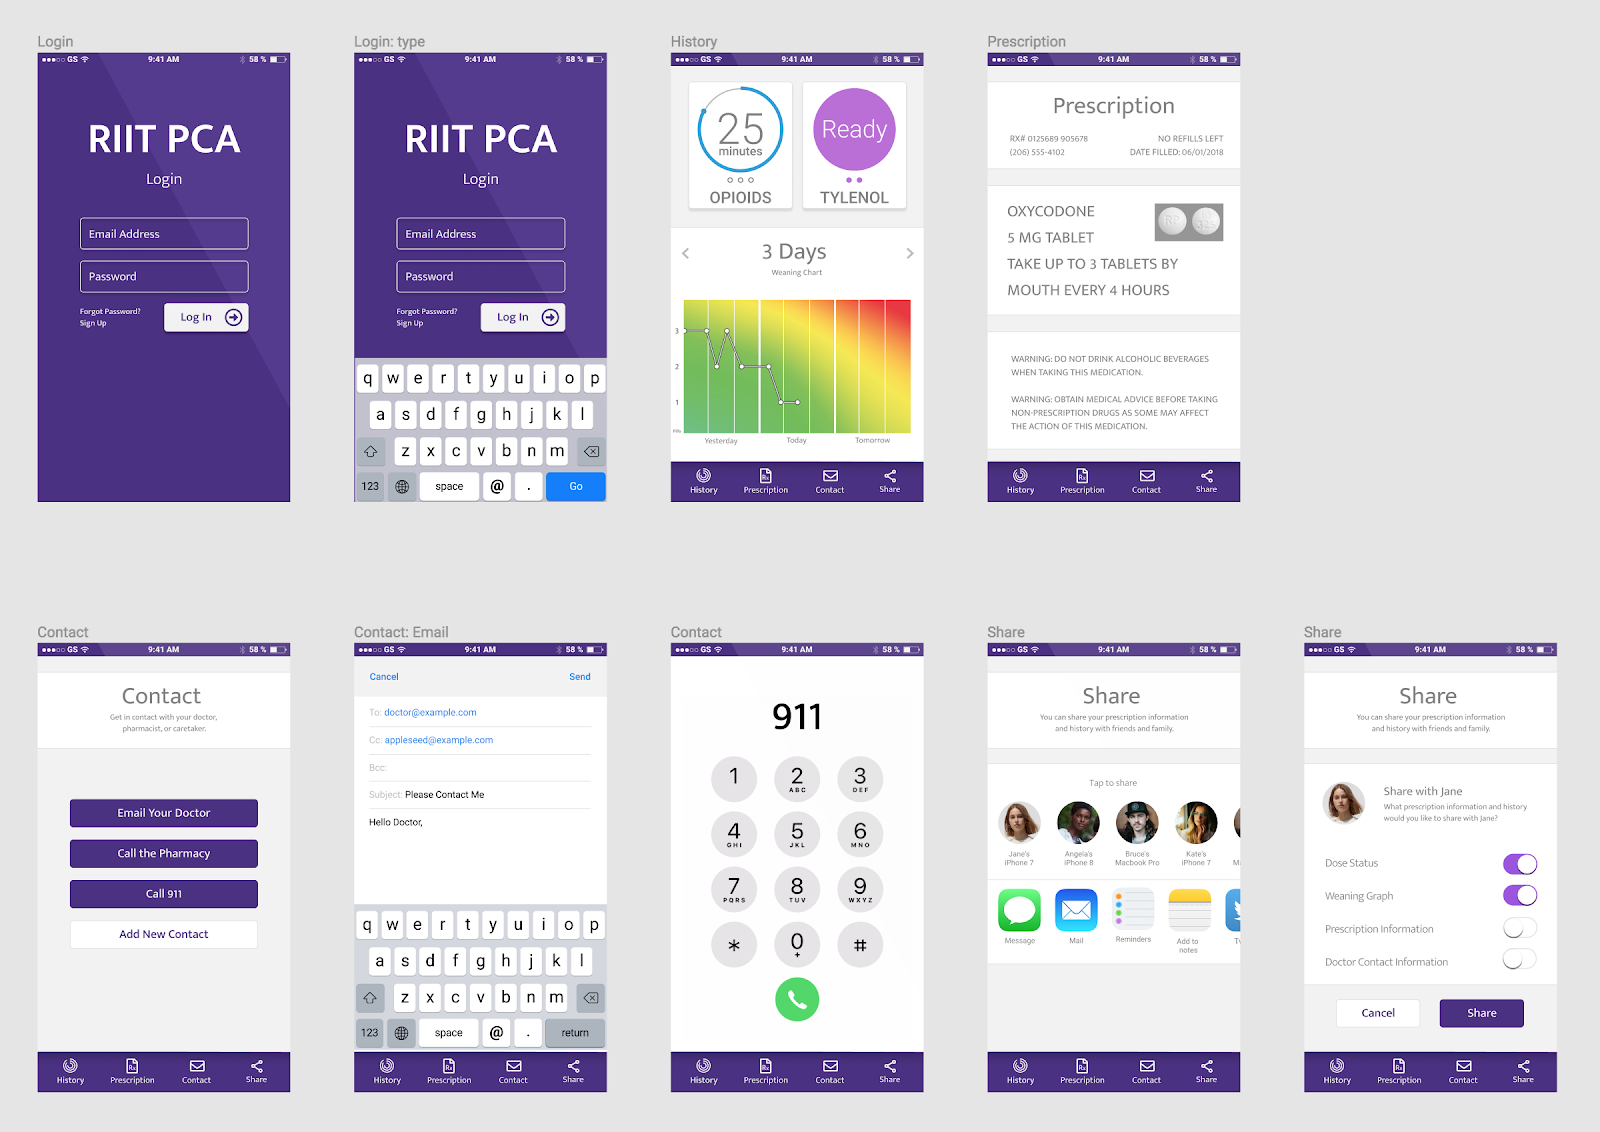 Login
●●●○○ GS 9:41 AM 58 %
RIIT PCA
Login
Email Address
Password
Forgot Password?
Sign Up
Log In
Login: type
●●●○○ GS 9:41 AM 58 %
RIIT PCA
Login
Email Address
Password
Forgot Password?
Sign Up
Log In
q w e r t y u i o p
a s d f g h j k l
z x c v b n m
123 space @ . Go
History
●●●○○ GS 9:41 AM 58 %
25
minutes
OPIOIDS
Ready
TYLENOL
3 Days
Weaning Chart
3
2
1
Yesterday Today Tomorrow
History Prescription Contact Share
Prescription
●●●○○ GS 9:41 AM 58 %
Prescription
RX# 0125689 905678 NO REFILLS LEFT
(206) 555-4102 DATE FILLED: 06/01/2018
OXYCODONE
5 MG TABLET
TAKE UP TO 3 TABLETS BY
MOUTH EVERY 4 HOURS
WARNING: DO NOT DRINK ALCOHOLIC BEVERAGES
WHEN TAKING THIS MEDICATION.
WARNING: OBTAIN MEDICAL ADVICE BEFORE TAKING
NON-PRESCRIPTION DRUGS AS SOME MAY AFFECT
THE ACTION OF THIS MEDICATION.
History Prescription Contact Share
Contact
●●●○○ GS 9:41 AM 58 %
Contact
Get in contact with your doctor,
pharmacist, or caretaker.
Email Your Doctor
Call the Pharmacy
Call 911
Add New Contact
History Prescription Contact Share
Contact: Email
●●●○○ GS 9:41 AM 58 %
Cancel Send
To: doctor@example.com
Cc: appleseed@example.com
Bcc:
Subject: Please Contact Me
Hello Doctor,
q w e r t y u i o p
a s d f g h j k l
z x c v b n m
123 space @ . return
History Prescription Contact Share
Contact
●●●○○ GS 9:41 AM 58 %
911
1 2 3
ABC DEF
4 5 6
GHI JKL MNO
7 8 9
PQRS TUV WXYZ
* 0 #
+
History Prescription Contact Share
Share
●●●○○ GS 9:41 AM 58 %
Share
You can share your prescription information
and history with friends and family.
Tap to share
Jane's Angela's Bruce's Kate's
iPhone 7 iPhone 8 Macbook Pro iPhone 7
Message Mail Reminders Add to
notes
History Prescription Contact Share
Share
●●●○○ GS 9:41 AM 58 %
Share
You can share your prescription information
and history with friends and family.
Share with Jane
What prescription information and history
would you like to share with Jane?
Dose Status
Weaning Graph
Prescription Information
Doctor Contact Information
Cancel Share
History Prescription Contact Share